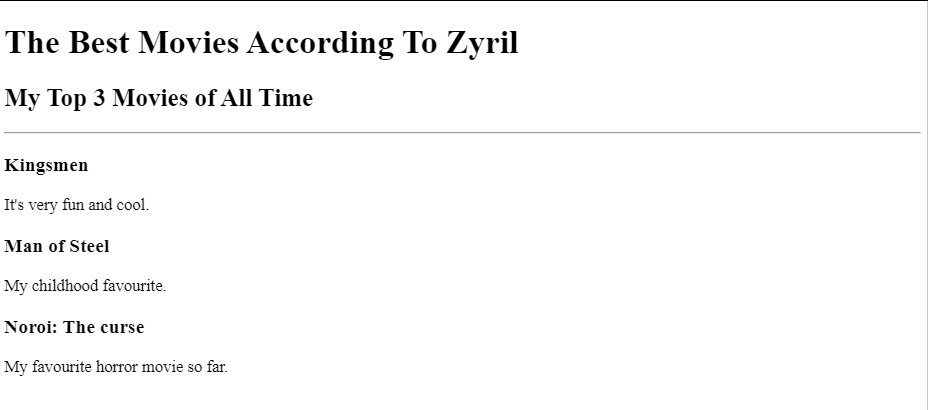 The Best Movies According To Zyril
My Top 3 Movies of All Time
Kingsmen
It's very fun and cool.
Man of Steel
My childhood favourite.
Noroi: The curse
My favourite horror movie so far.